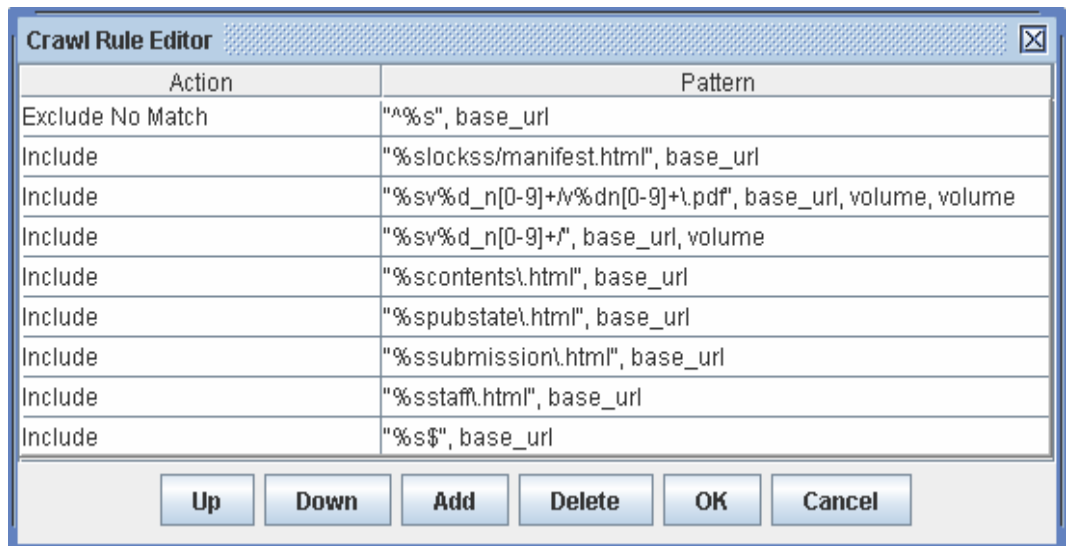 Crawl Rule Editor
Action Pattern
Exclude No Match "^%s", base_url
Include "%slockss/manifest.html", base_url
Include "%sv%d_n[0-9]+/v%dn[0-9]+\.pdf", base_url, volume, volume
Include "%sv%d_n[0-9]+/", base_url, volume
Include "%scontents\.html", base_url
Include "%spubstate\.html", base_url
Include "%ssubmission\.html", base_url
Include "%sstaff\.html", base_url
Include "%s$", base_url
Up Down Add Delete OK Cancel